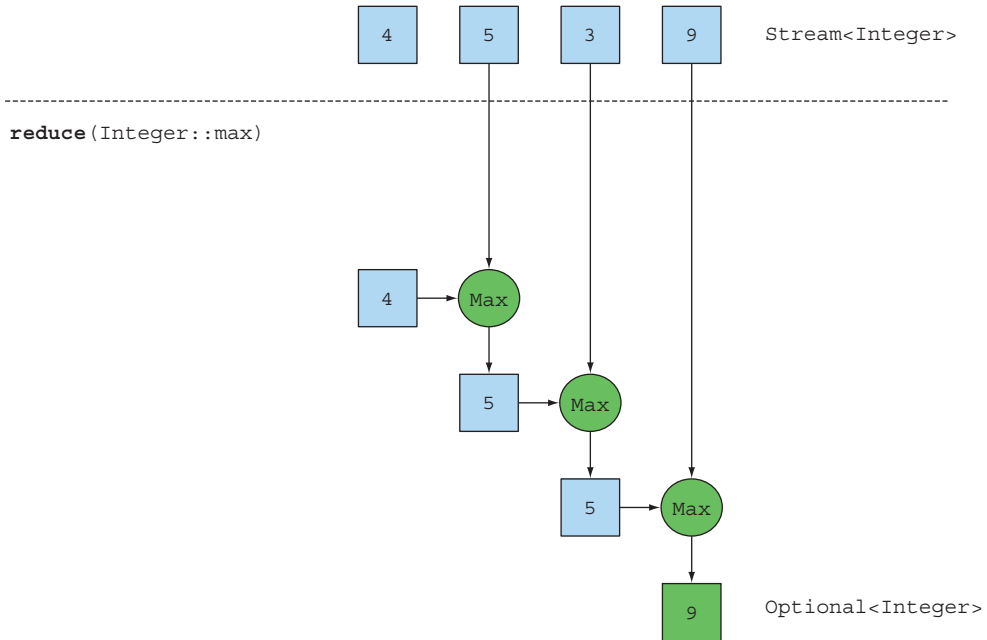 4 5 3 9 Stream<Integer>
reduce(Integer::max)
4 Max
5 Max
5 Max
9 Optional<Integer>